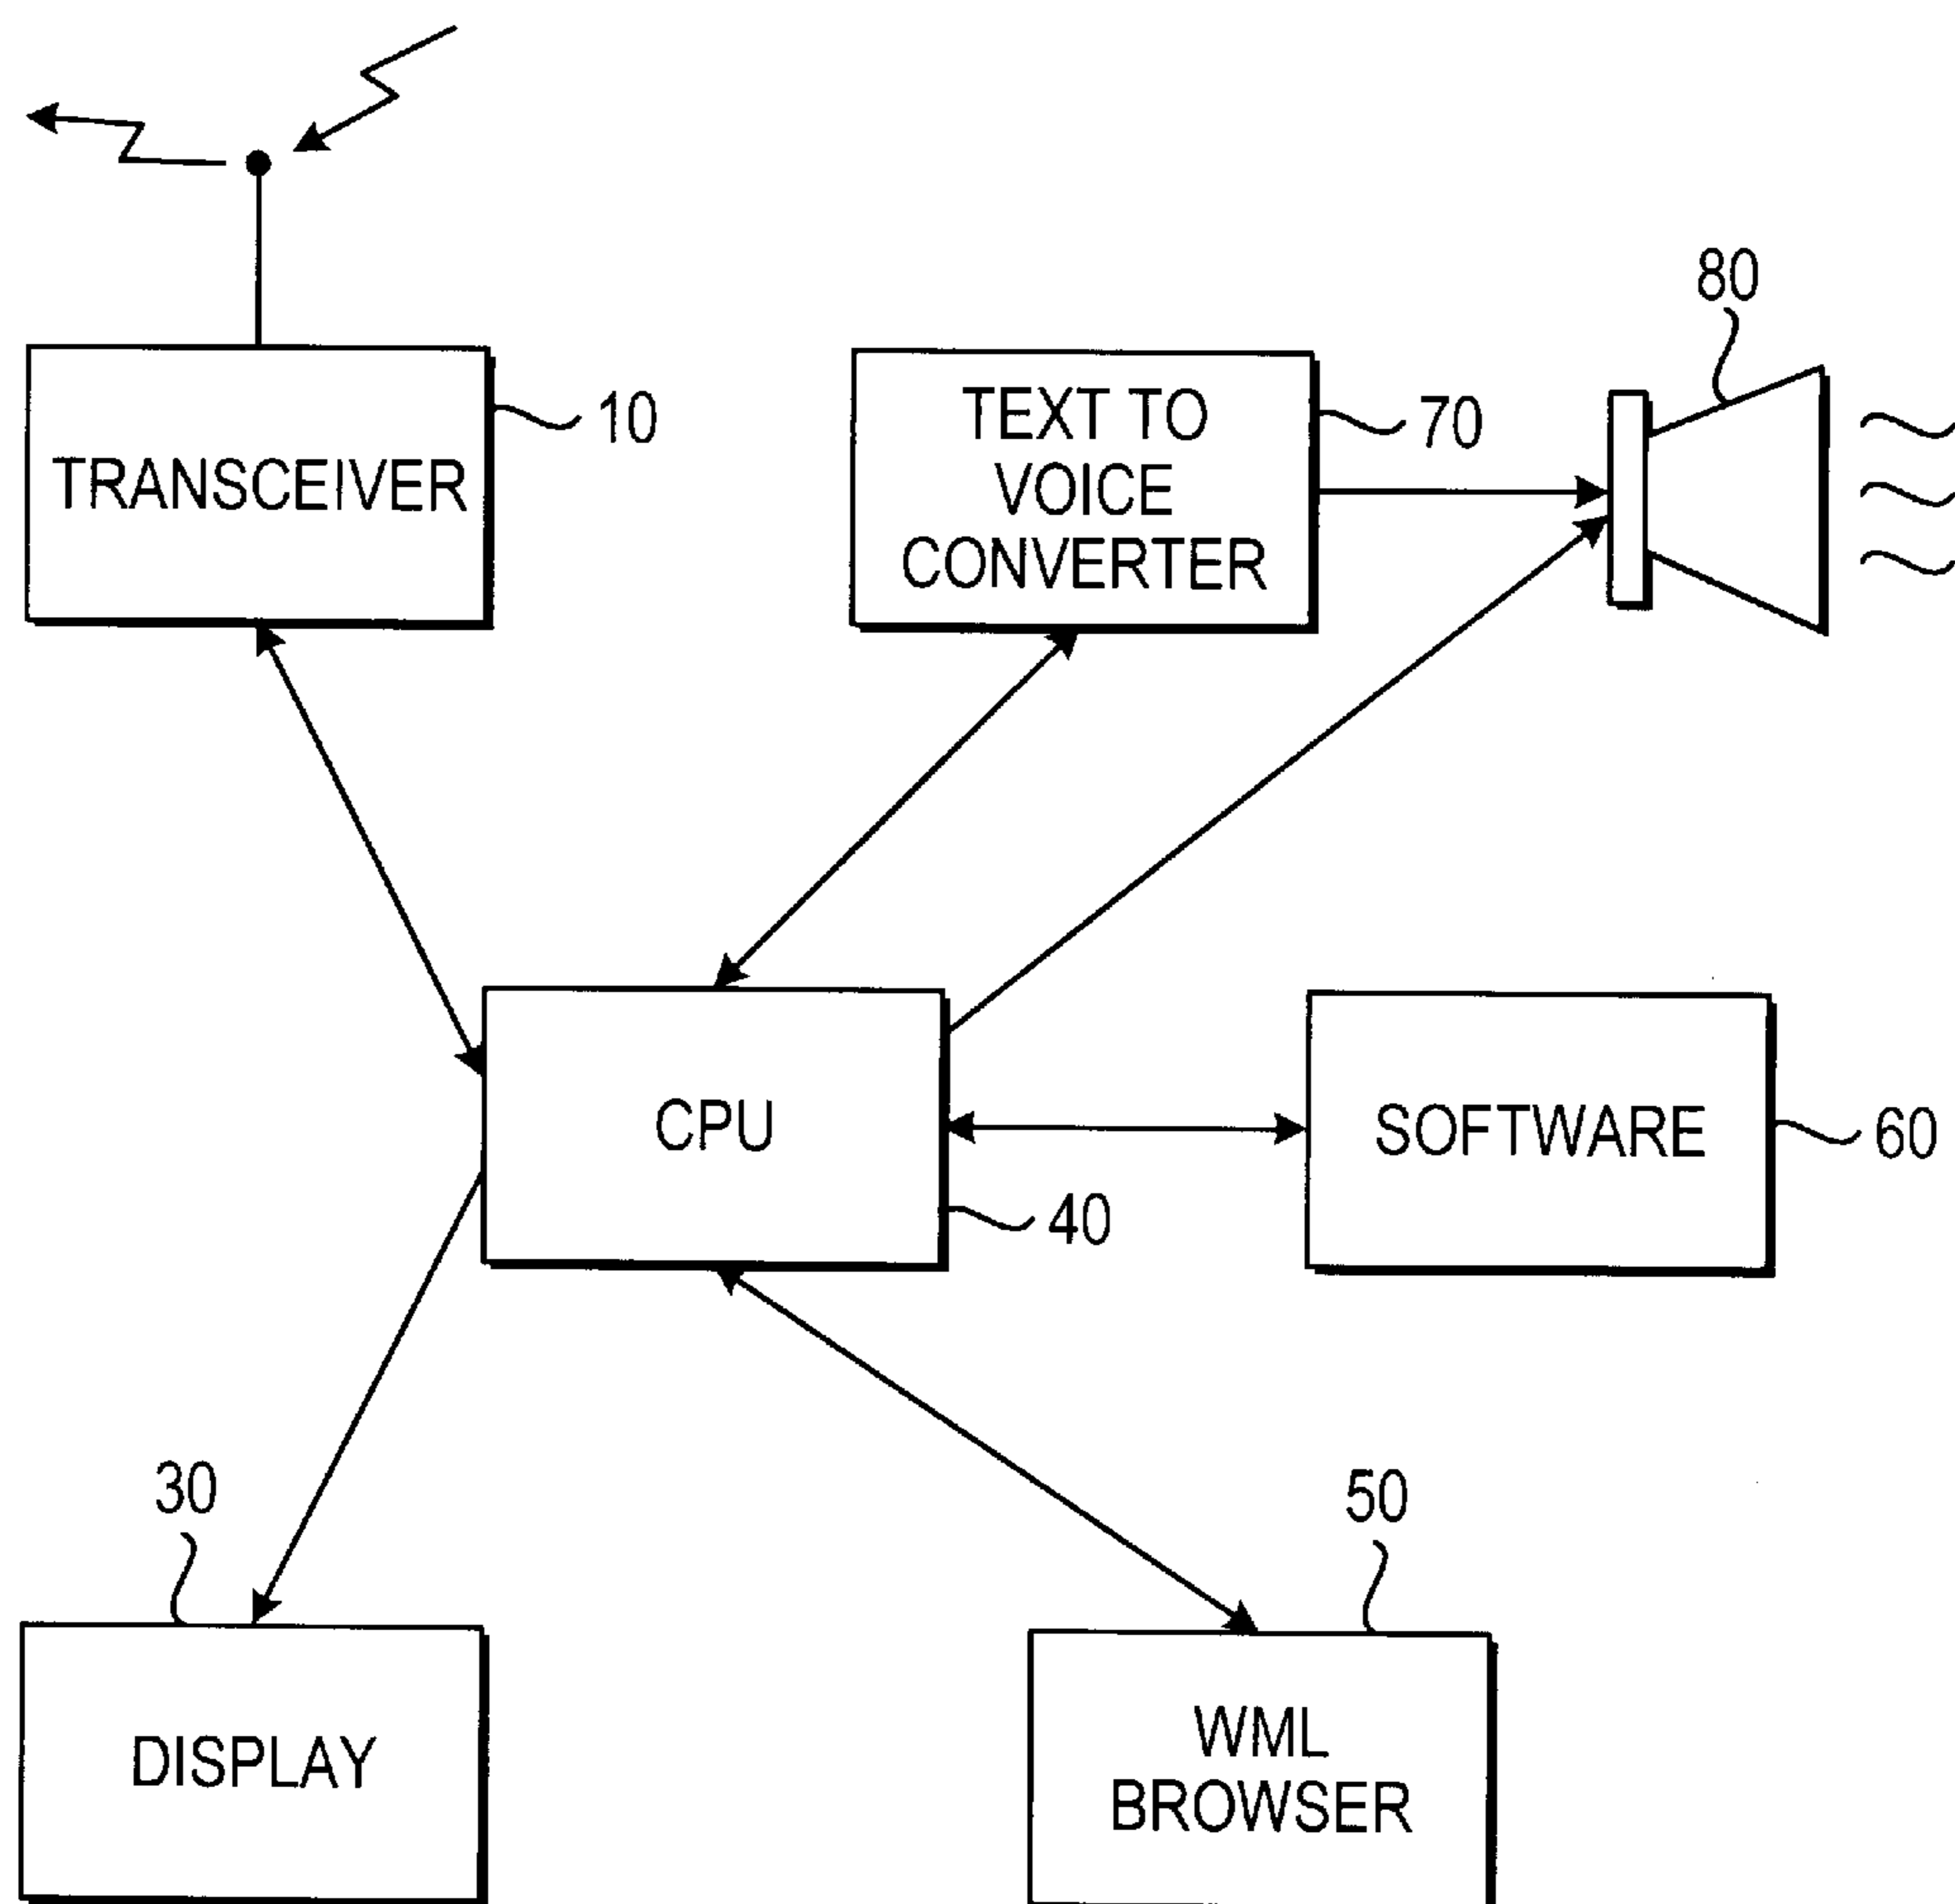 80
TRANSCEIVER
10
TEXT TO
VOICE
CONVERTER
70
CPU
40
SOFTWARE
60
30
DISPLAY
50
WML
BROWSER